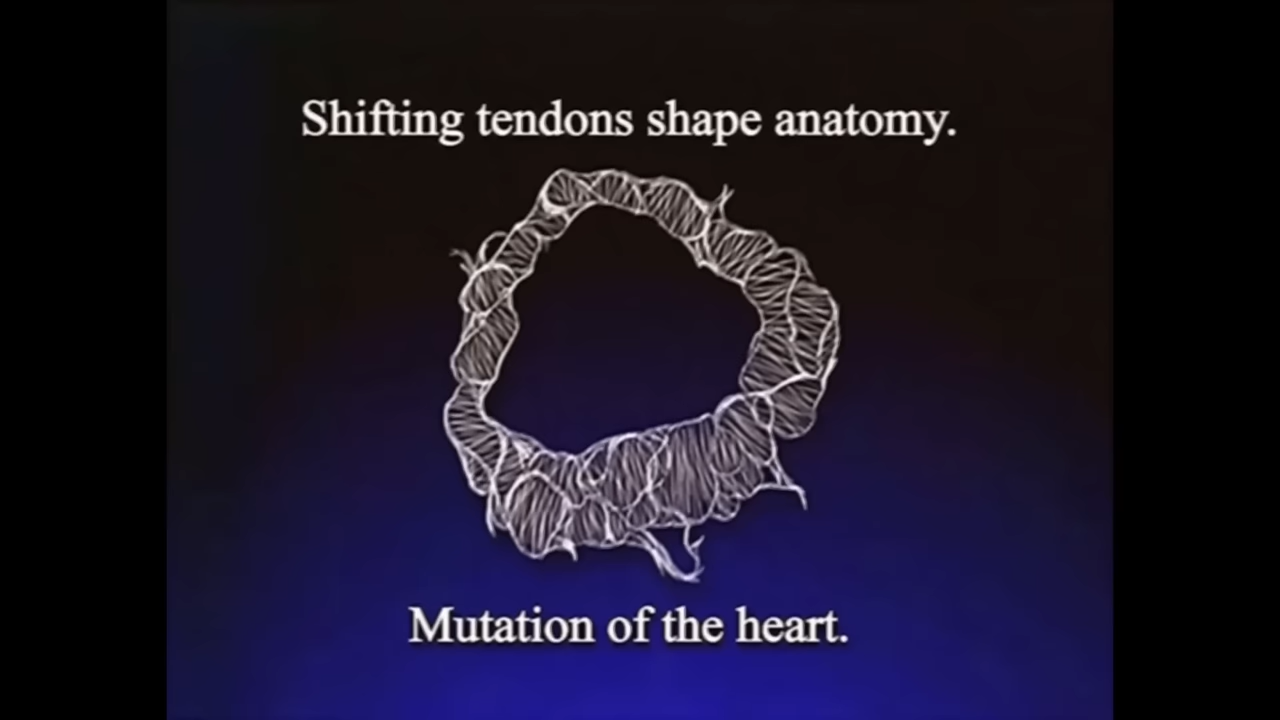 Shifting tendons shape anatomy.
Mutation of the heart.